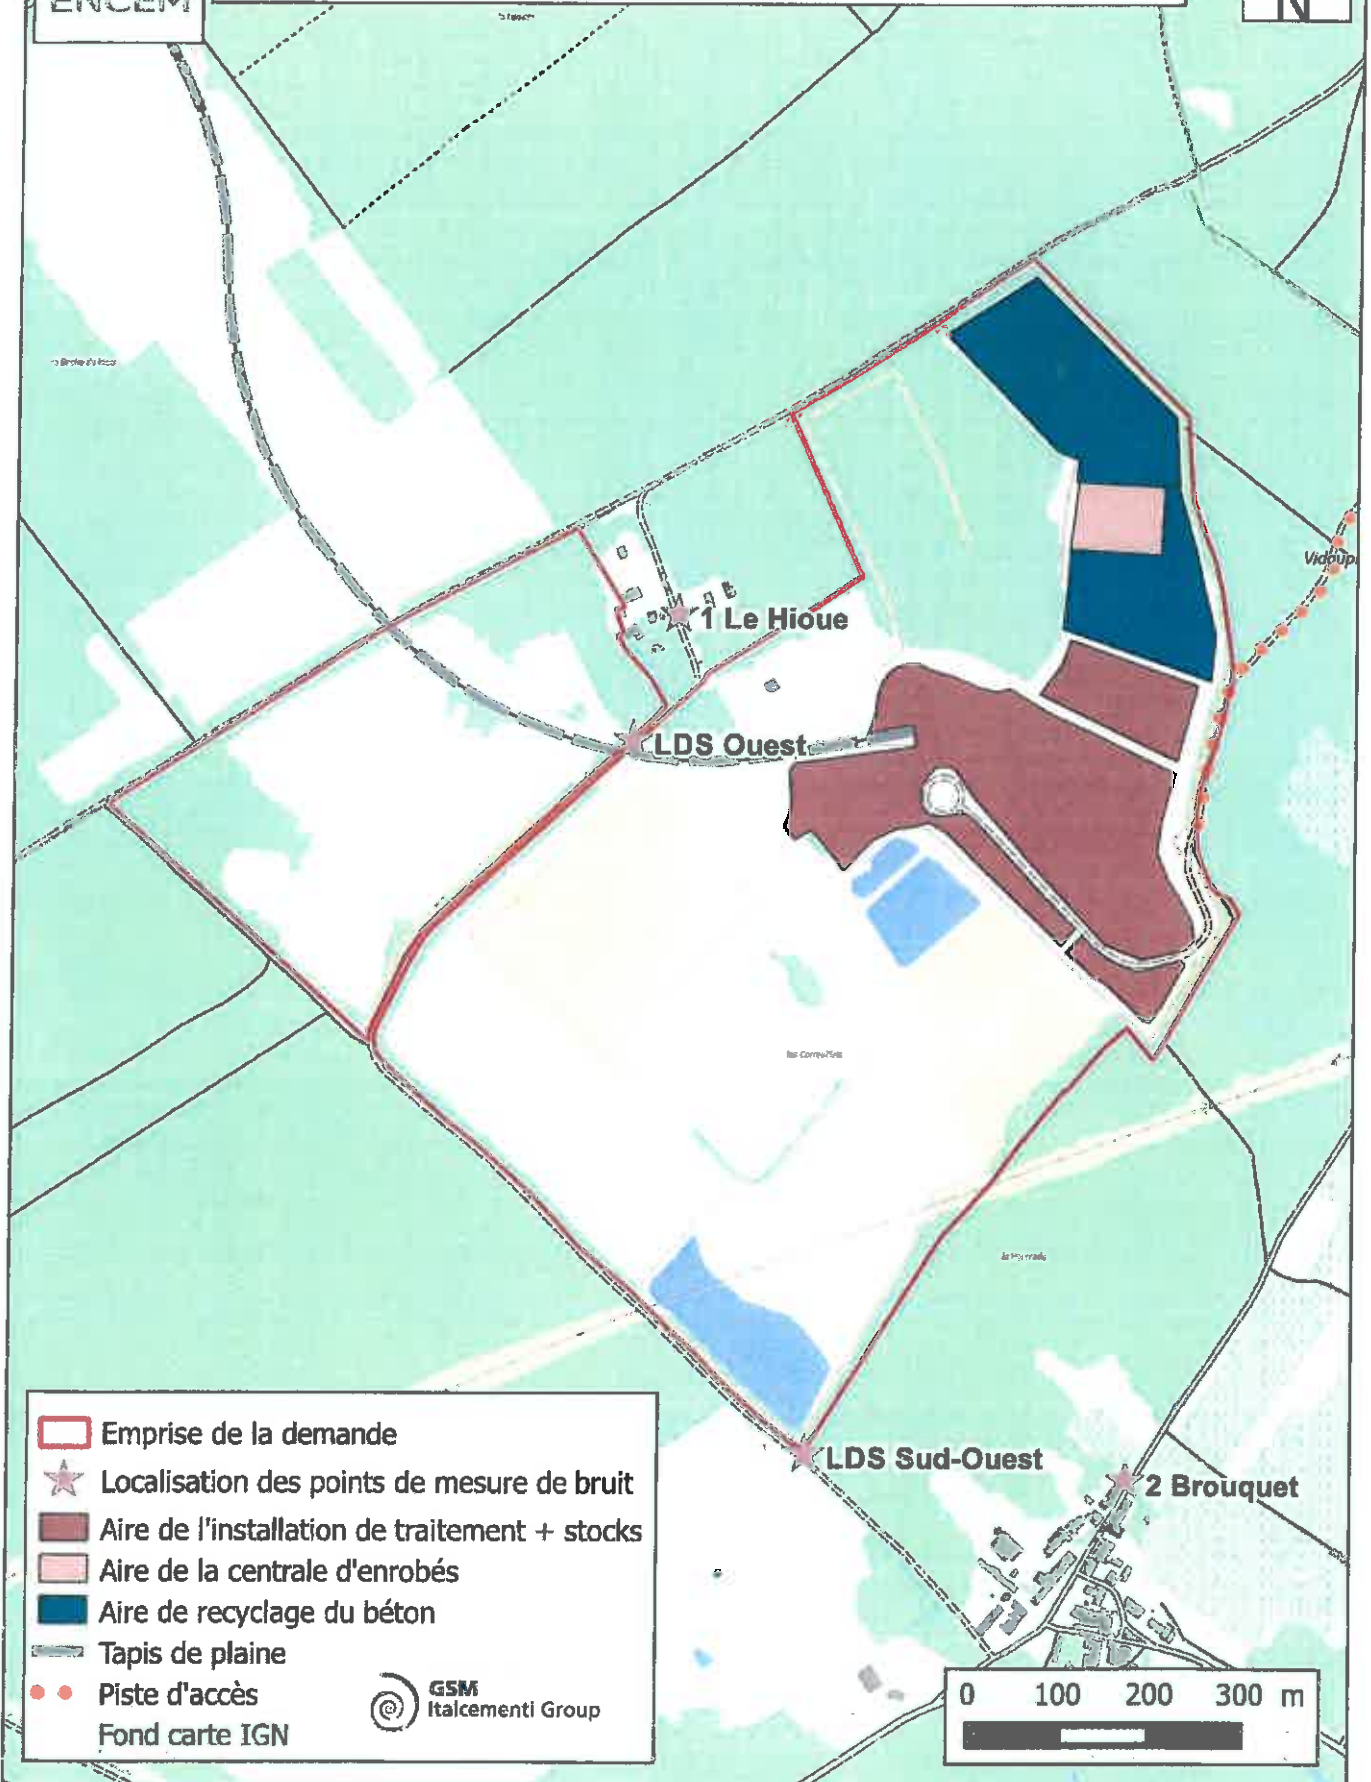 ENCEM
N
Vidoup
1 Le Hioue
LDS Ouest
LDS Sud-Ouest
2 Brouquet
Emprise de la demande
Localisation des points de mesure de bruit
Aire de l'installation de traitement + stocks
Aire de la centrale d'enrobés
Aire de recyclage du béton
Tapis de plaine
Piste d'accès
Fond carte IGN
GSM
Italcementi Group
0 100 200 300 m